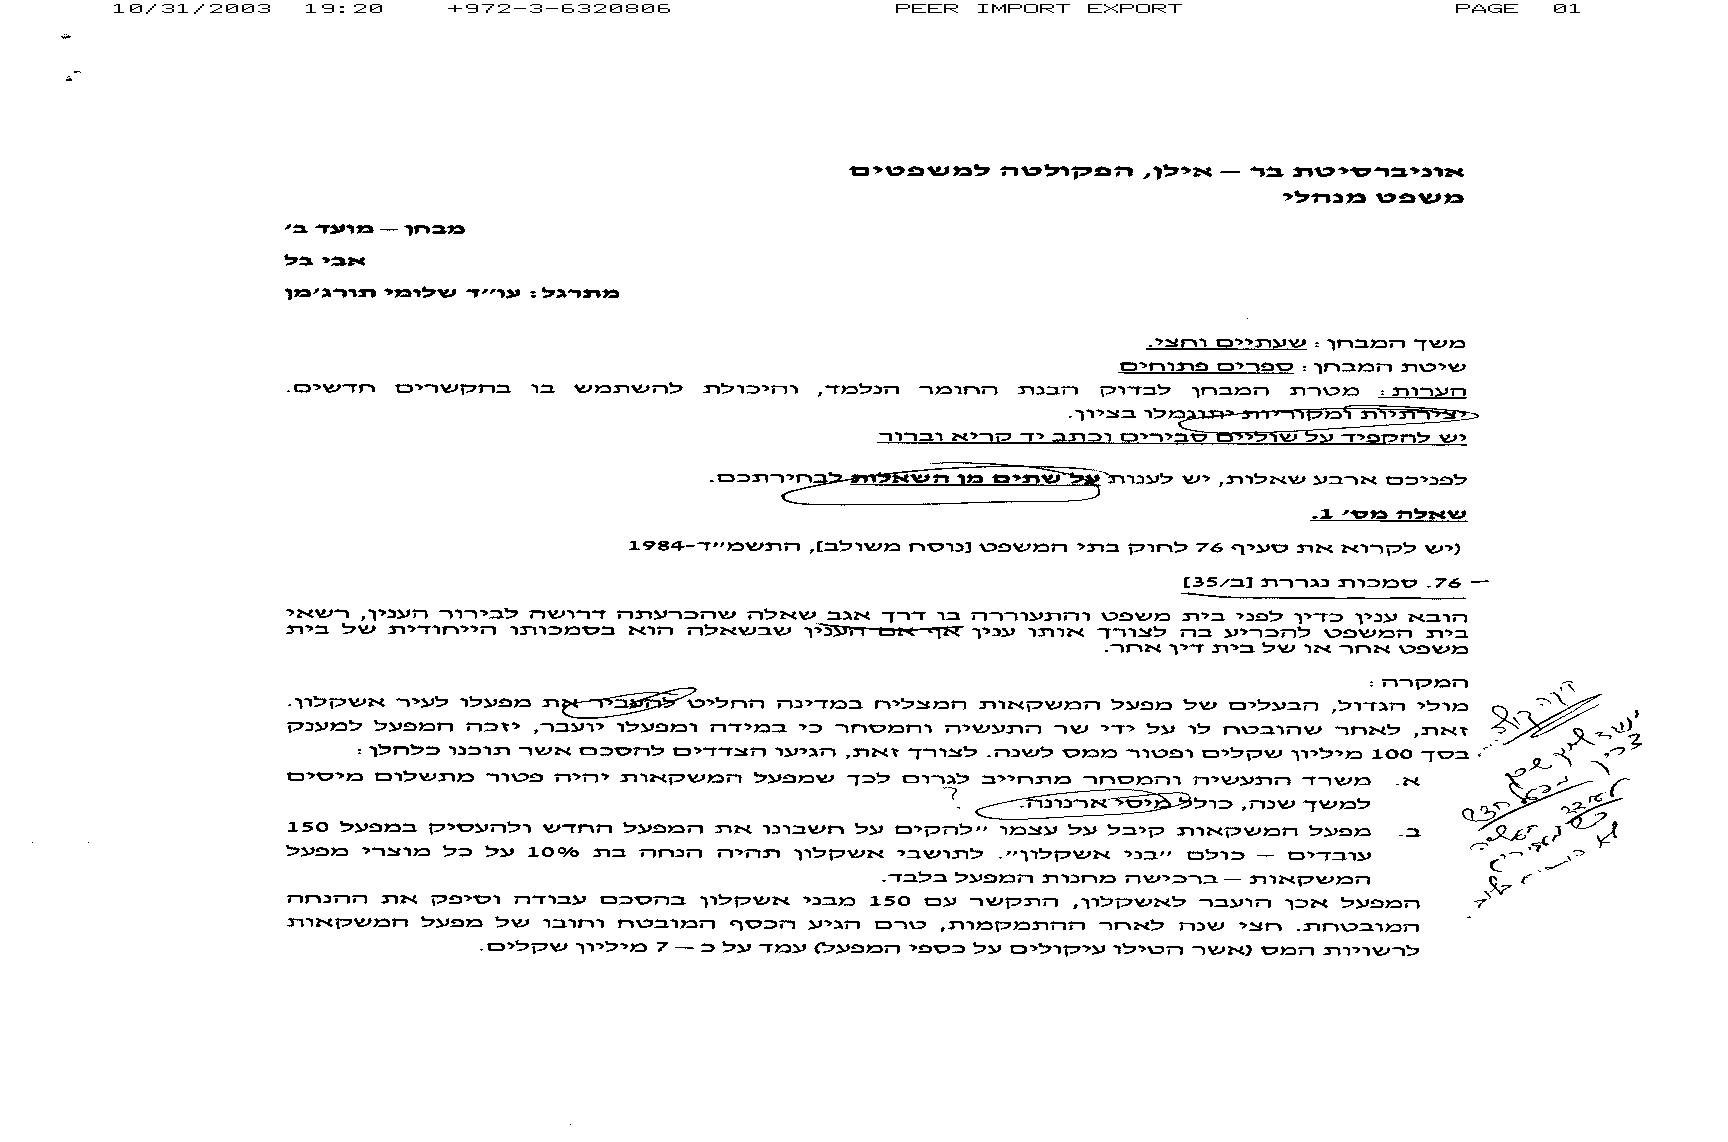 10/31/2003 19:20 +972-3-6320806 PEER IMPORT EXPORT PAGE 01
אוניברסיטת בר – אילן, הפקולטה למשפטים
משפט מנהלי
מבחן – מועד ב'
אבי בל
מתרגל: עו"ד שלומי תורג'מן
משך המבחן: שעתיים וחצי.
שיטת המבחן: ספרים פתוחים
הערות: מטרת המבחן לבדוק הבנת החומר הנלמד, והיכולת להשתמש בו בהקשרים חדשים.
יצירתיות ומקוריות יתוגמלו בציון.
יש להקפיד על שוליים סבירים וכתב יד קריא וברור
לפניכם ארבע שאלות, יש לענות על שתים מן השאלות לבחירתכם.
שאלה מס' 1.
(יש לקרוא את סעיף 76 לחוק בתי המשפט [נוסח משולב], התשמ"ד-1984
– 76. סמכות נגררת [ב/35]
הובא ענין כדין לפני בית משפט והתעוררה בו דרך אגב שאלה שהכרעתה דרושה לבירור הענין, רשאי
בית המשפט להכריע בה לצורך אותו ענין אף אם הענין שבשאלה הוא בסמכותו הייחודית של בית
משפט אחר או של בית דין אחר.
המקרה:
מולי הגדול, הבעלים של מפעל המשקאות המצליח במדינה החליט להעביר את מפעלו לעיר אשקלון.
זאת, לאחר שהובטח לו על ידי שר התעשיה והמסחר כי במידה ומפעלו יועבר, יזכה המפעל למענק
בסך 100 מיליון שקלים ופטור ממס לשנה. לצורך זאת, הגיעו הצדדים להסכם אשר תוכנו כלהלן:
א. משרד התעשיה והמסחר מתחייב לגרום לכך שמפעל המשקאות יהיה פטור מתשלום מיסים
למשך שנה, כולל מיסי ארנונה. ?
ב. מפעל המשקאות קיבל על עצמו "להקים על חשבונו את המפעל החדש ולהעסיק במפעל 150
עובדים – כולם "בני אשקלון". לתושבי אשקלון תהיה הנחה בת 10% על כל מוצרי מפעל
המשקאות – ברכישה מחנות המפעל בלבד.
המפעל אכן הועבר לאשקלון, התקשר עם 150 מבני אשקלון בהסכם עבודה וסיפק את ההנחה
המובטחת. חצי שנה לאחר ההתמקמות, טרם הגיע הכסף המובטח וחובו של מפעל המשקאות
לרשויות המס (אשר הטילו עיקולים על כספי המפעל) עמד על כ – 7 מיליון שקלים.